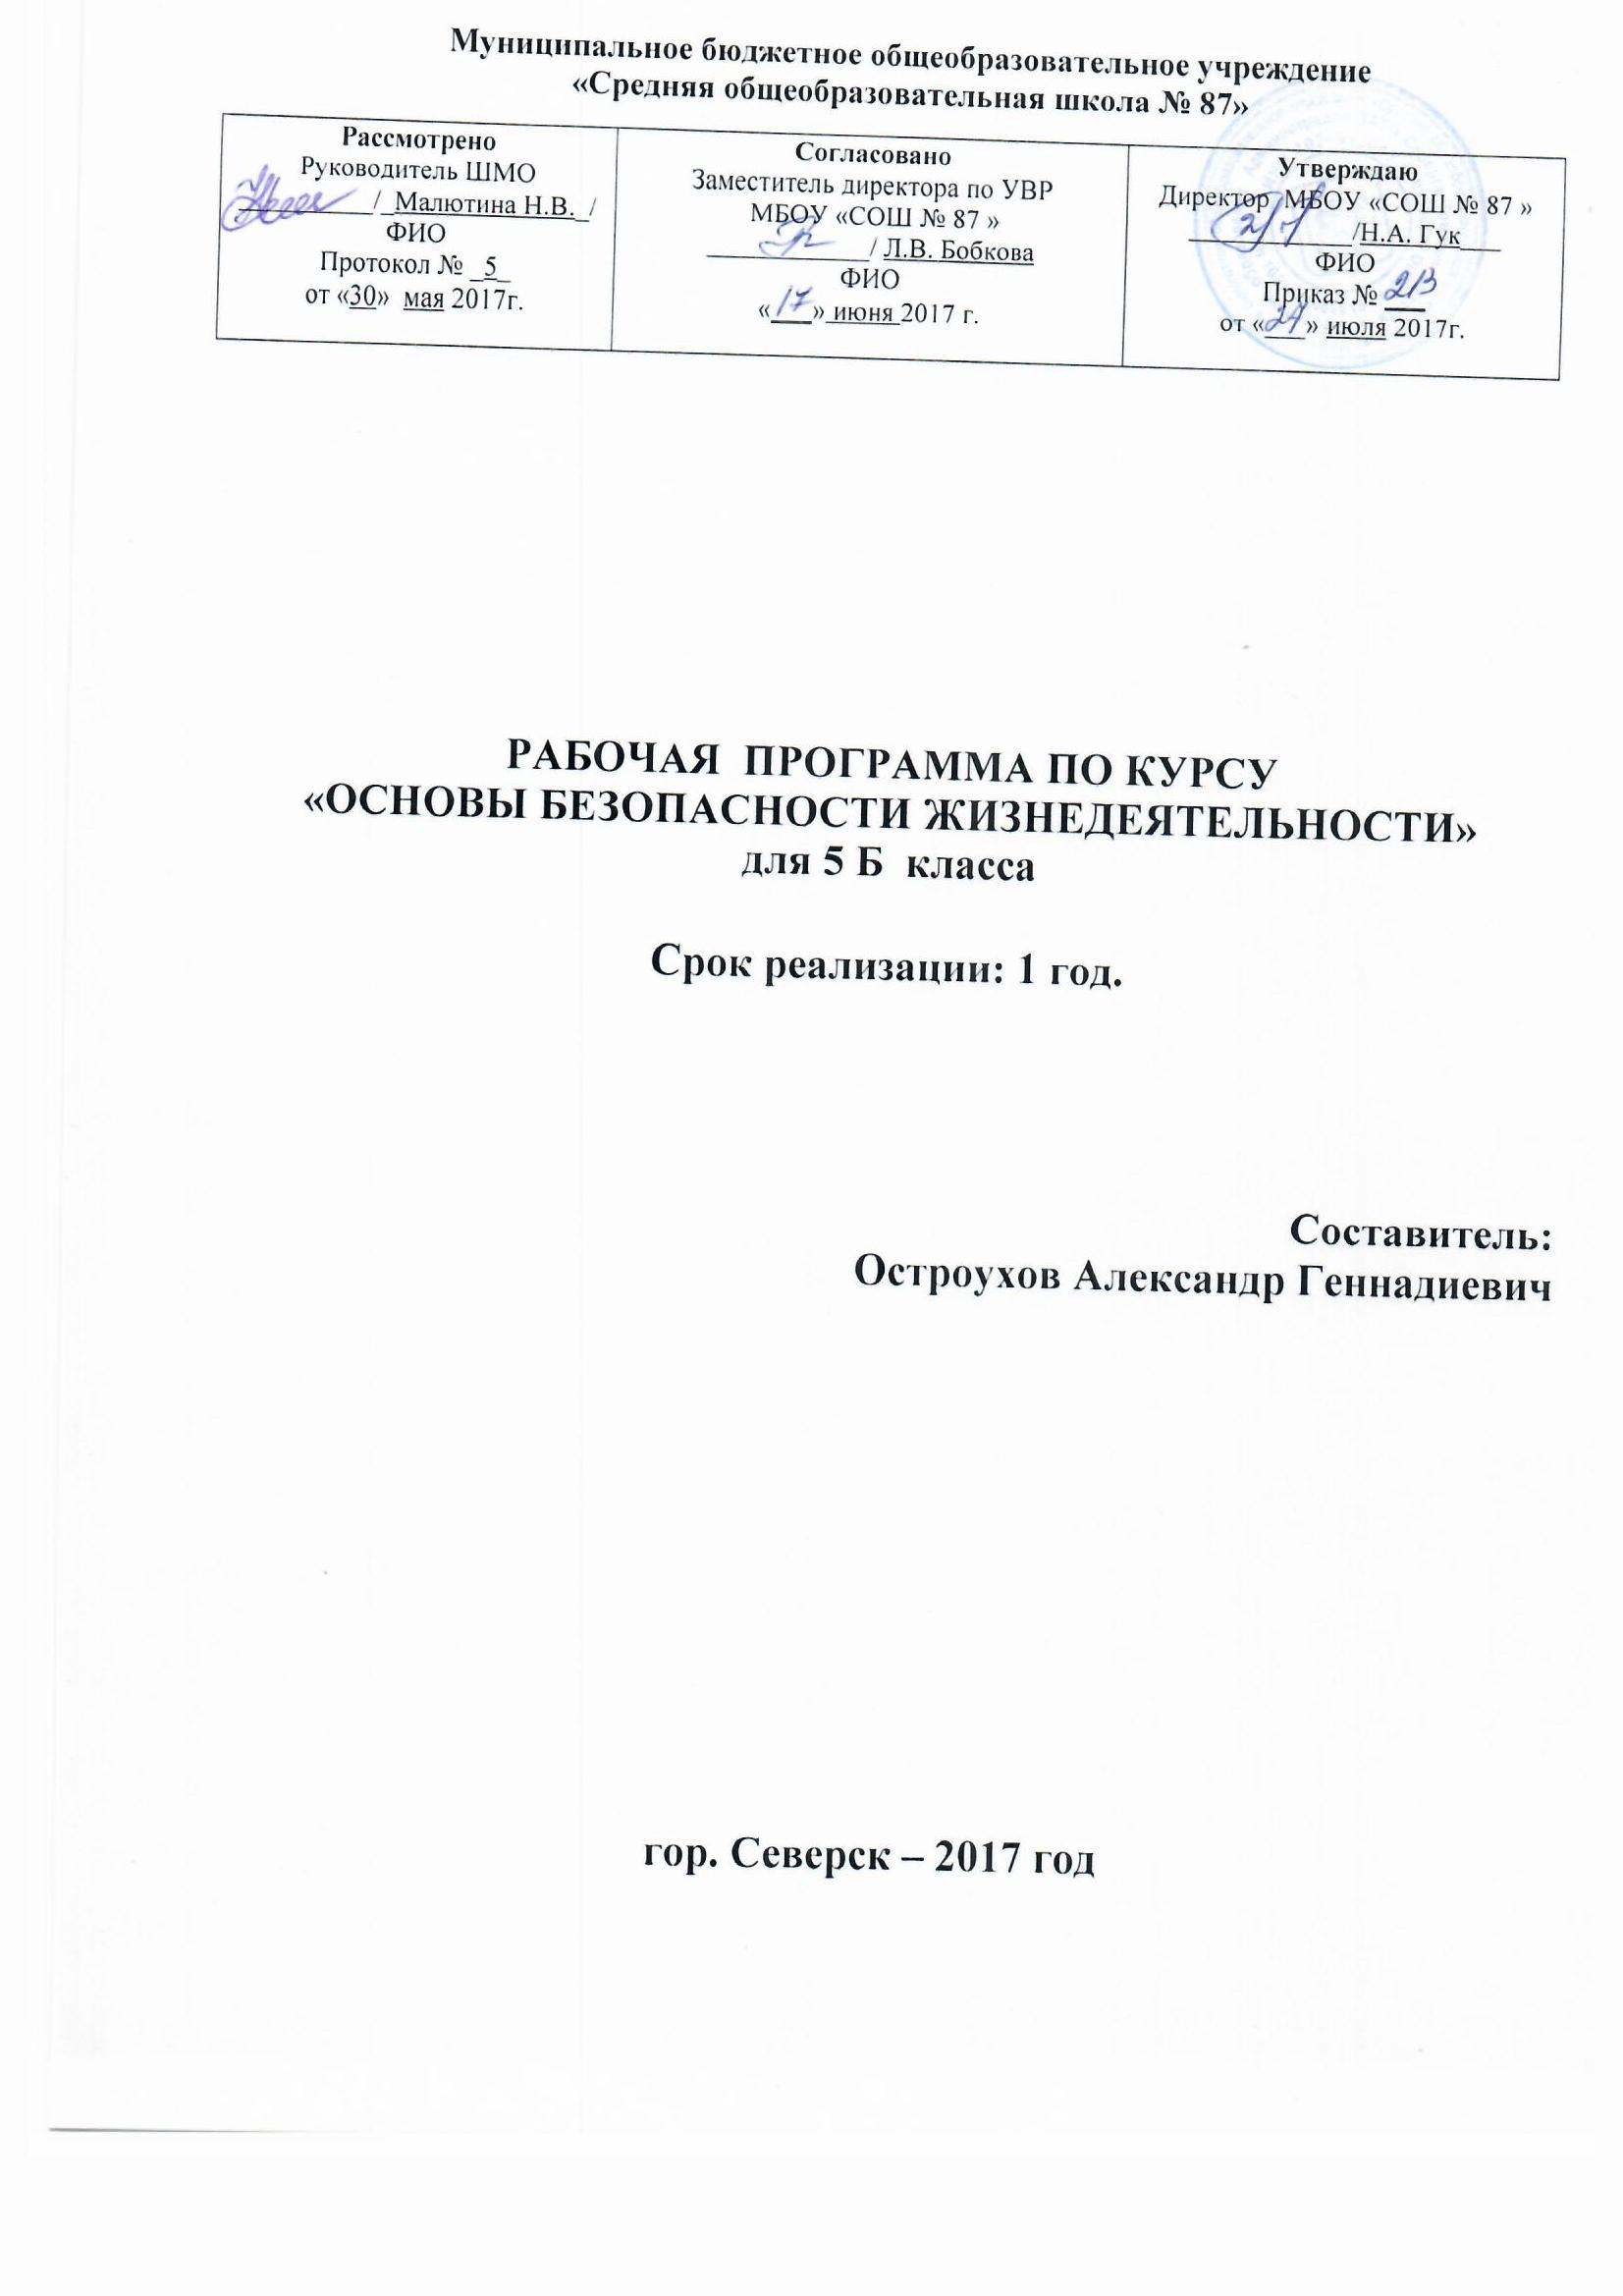 Муниципальное бюджетное общеобразовательное учреждение
«Средняя общеобразовательная школа № 87»
Рассмотрено
Руководитель ШМО
/ Малютина Н.В. /
ФИО
Протокол № 5
от «30» мая 2017г.
Согласовано
Заместитель директора по УВР
МБОУ «СОШ № 87 »
/ Л.В. Бобкова
ФИО
«17» июня 2017 г.
Утверждаю
Директор МБОУ «СОШ № 87 »
/Н.А. Гук
ФИО
Приказ № 213
от « » июля 2017г.
РАБОЧАЯ ПРОГРАММА ПО КУРСУ
«ОСНОВЫ БЕЗОПАСНОСТИ ЖИЗНЕДЕЯТЕЛЬНОСТИ»
для 5 Б класса
Срок реализации: 1 год.
Составитель:
Остроухов Александр Геннадиевич
гор. Северск – 2017 год